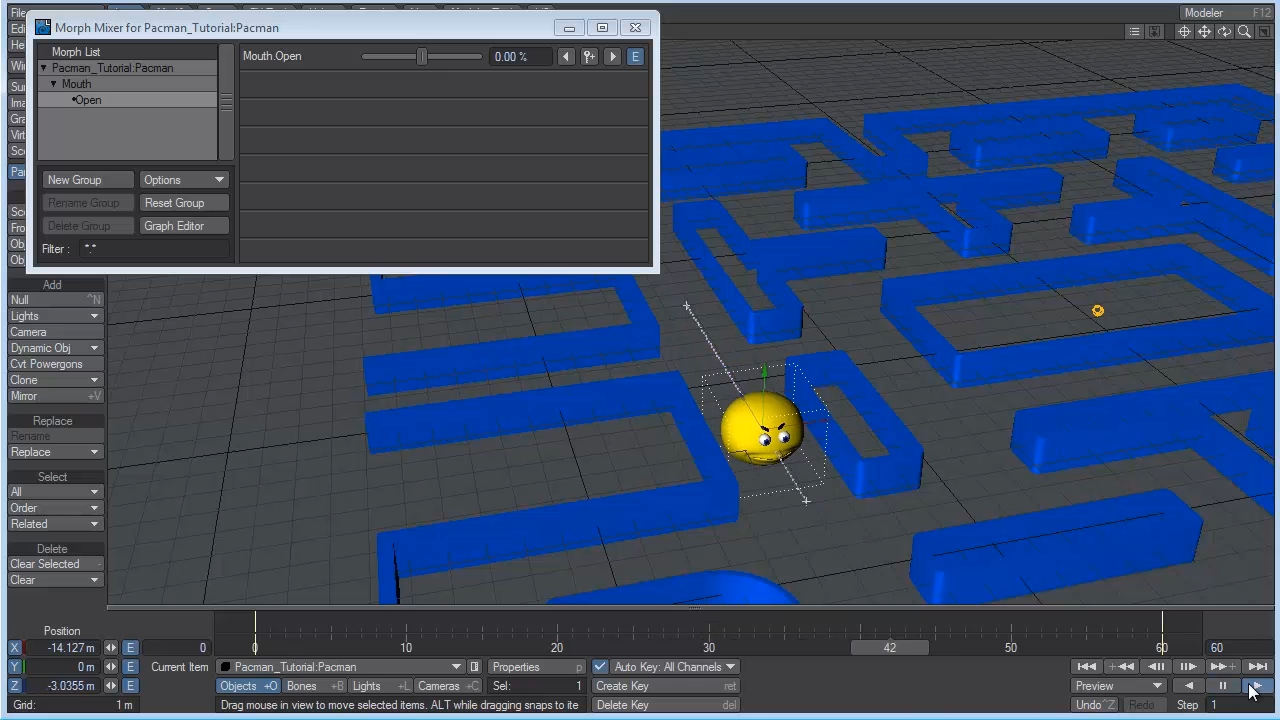 File
Modeler F12
Morph Mixer for Pacman_Tutorial:Pacman
Morph List
Pacman_Tutorial:Pacman
Mouth
Open
Mouth.Open 0.00 % E
New Group Options
Rename Group Reset Group
Delete Group Graph Editor
Filter : *.*
Add
Null ^N
Lights
Camera
Dynamic Obj
Cvt Powergons
Clone
Mirror +V
Replace
Rename
Replace
Select
All
Order
Related
Delete
Clear Selected -
Clear
0 10 20 30 42 50 60
Position
X -14.127m E 0 60
Y 0 m E Current Item Pacman_Tutorial:Pacman Properties p Auto Key: All Channels
Z -3.0355 m E Objects +O Bones +B Lights +L Cameras +C Sel: 1 Create Key ret Preview
Grid: 1 m Drag mouse in view to move selected items. ALT while dragging snaps to ite Delete Key del Undo ^Z Redo Step 1